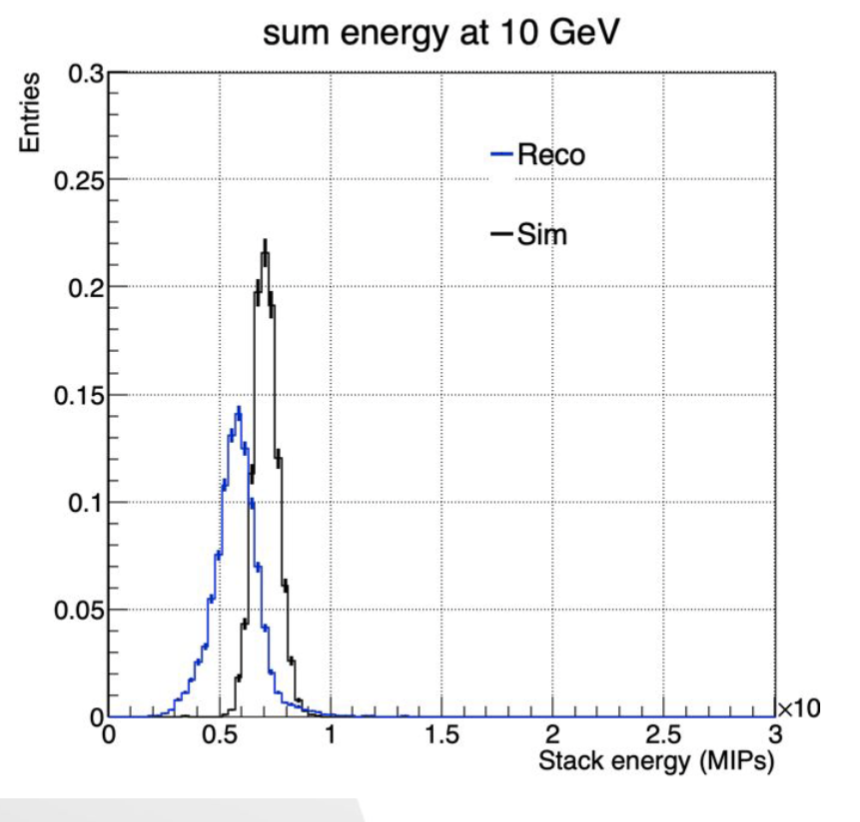 sum energy at 10 GeV
Entries
0.3
0.25
0.2
0.15
0.1
0.05
0
Reco
Sim
0 0.5 1 1.5 2 2.5 3
×10
Stack energy (MIPs)